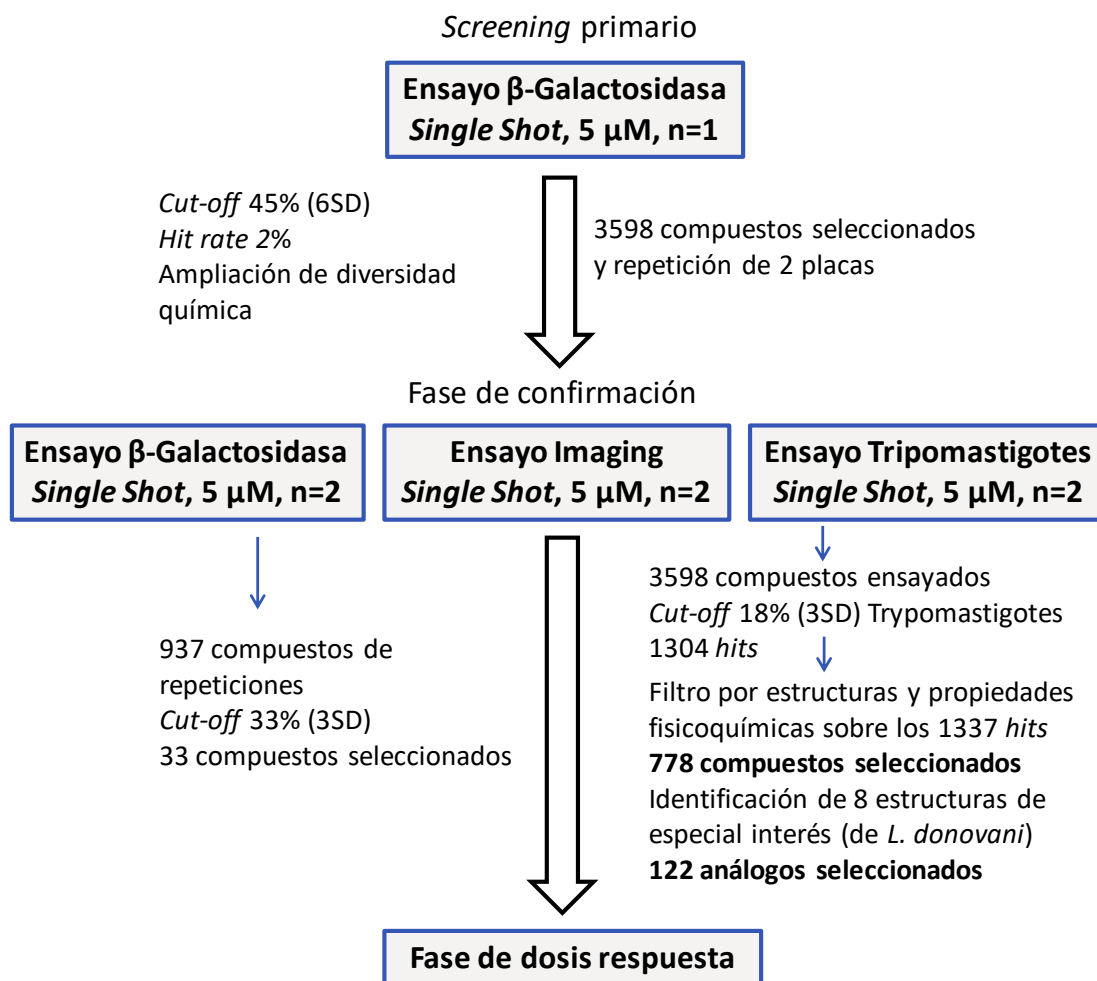 Screening primario
Ensayo β-Galactosidasa
Single Shot, 5 µM, n=1
Cut-off 45% (6SD)
Hit rate 2%
Ampliación de diversidad
química
3598 compuestos seleccionados
y repetición de 2 placas
Fase de confirmación
Ensayo β-Galactosidasa
Single Shot, 5 µM, n=2
Ensayo Imaging
Single Shot, 5 µM, n=2
Ensayo Tripomastigotes
Single Shot, 5 µM, n=2
937 compuestos de
repeticiones
Cut-off 33% (3SD)
33 compuestos seleccionados
3598 compuestos ensayados
Cut-off 18% (3SD) Trypomastigotes
1304 hits
Filtro por estructuras y propiedades
fisicoquímicas sobre los 1337 hits
778 compuestos seleccionados
Identificación de 8 estructuras de
especial interés (de L. donovani)
122 análogos seleccionados
Fase de dosis respuesta